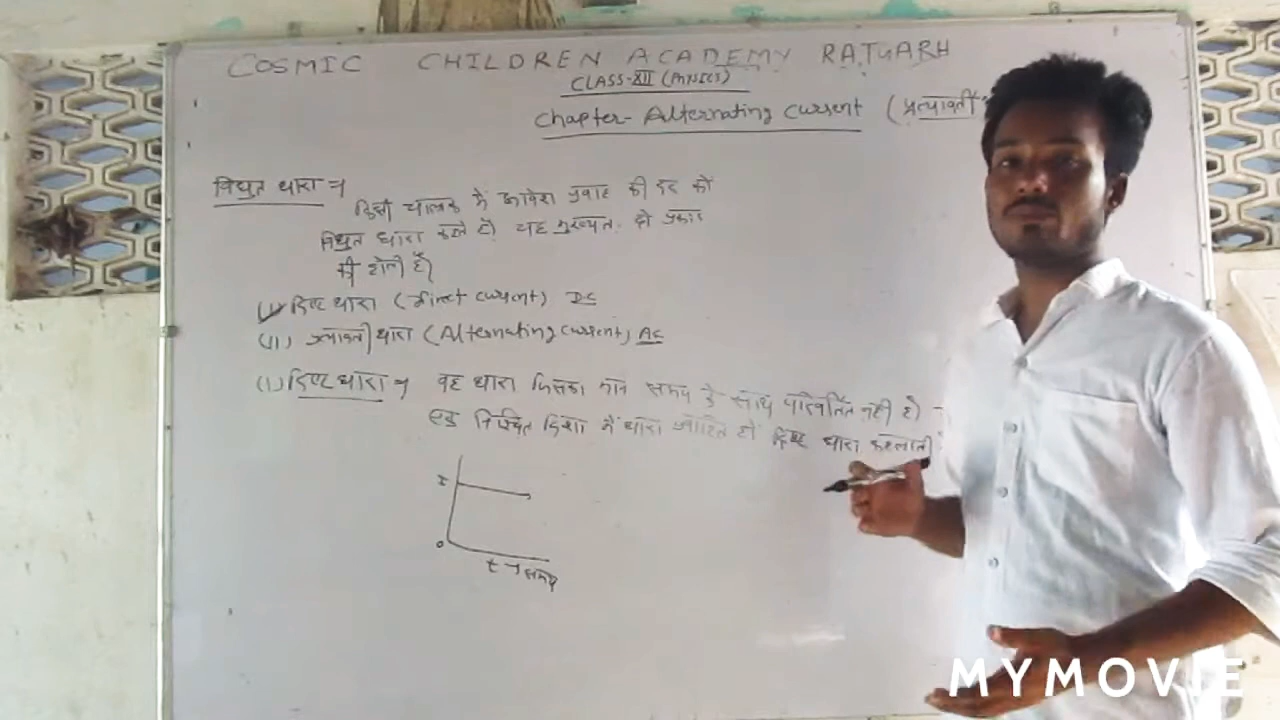 COSMIC CHILDREN ACADEMY RAJGARH
CLASS-XII (PHYSICS)
Chapter- Alternating current (प्रत्यावर्ती
विधुत धारा ⇒
किसी चालक में आवेश प्रवाह की दर को
विधुत धारा कहते हैं। यह मुख्यत: दो प्रकार
की होती हैं।
(i) दिष्ट धारा (direct current) DC
(ii) प्रत्यावर्ती धारा (Alternating current) AC
(i) दिष्ट धारा ⇒ वह धारा जिसका मान समय के साथ परिवर्तित नही हो
एक निश्चित दिशा में धारा प्रवाहित हो दिष्ट धारा कहलाती
I
0
t → समय
MYMOVIE